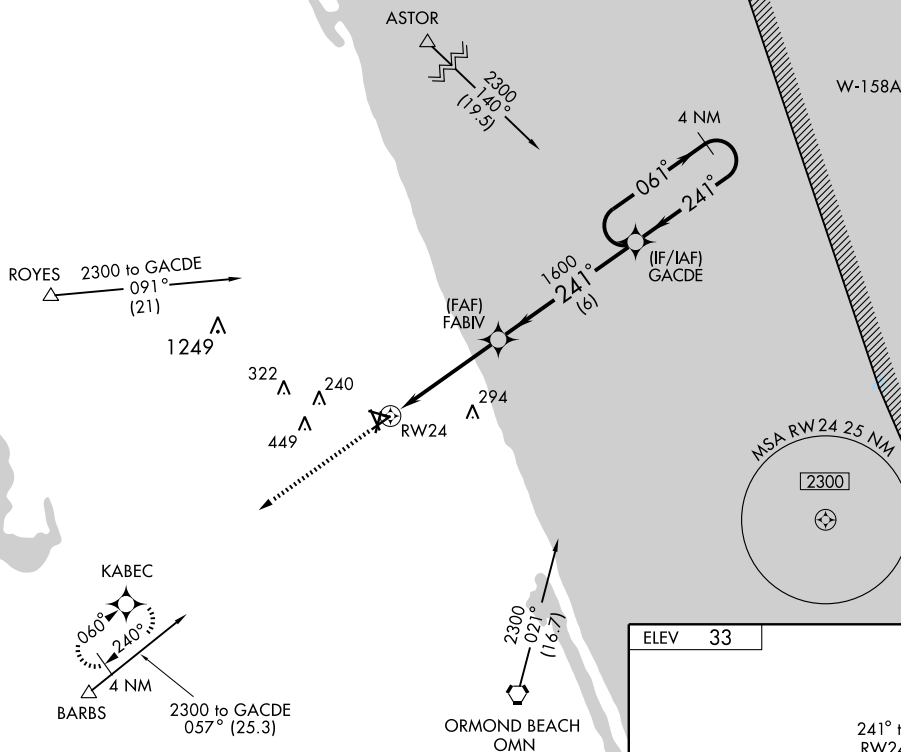 ASTOR
2300
140°
(19.5)
W-158A
4 NM
061°
241°
(IF/IAF)
GACDE
1600
241°
(6)
ROYES
2300 to GACDE
091°
(21)
1249
(FAF)
FABIV
322
240
449
294
RW24
MSA RW24 25 NM
2300
KABEC
060°
240°
4 NM
BARBS
2300 to GACDE
057° (25.3)
2300
021°
(16.7)
ORMOND BEACH
OMN
ELEV 33
241° t
RW24